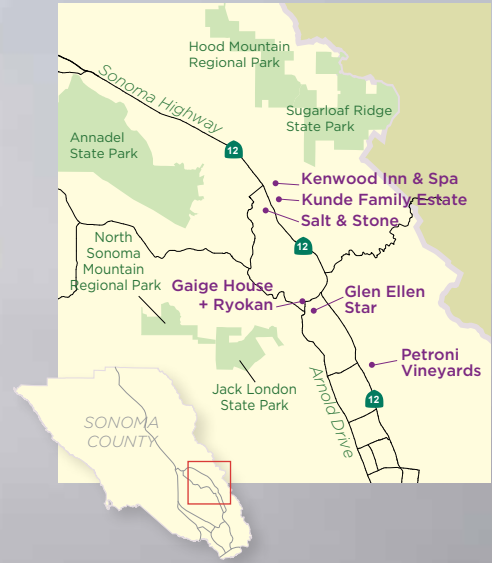 Hood Mountain
Regional Park
Sonoma Highway
Sugarloaf Ridge
State Park
Annadel
State Park
12
Kenwood Inn & Spa
Kunde Family Estate
Salt & Stone
North
Sonoma
Mountain
Regional Park
12
Gaige House
+ Ryokan
Glen Ellen
Star
Petroni
Vineyards
Jack London
State Park
Arnold Drive
12
SONOMA
COUNTY